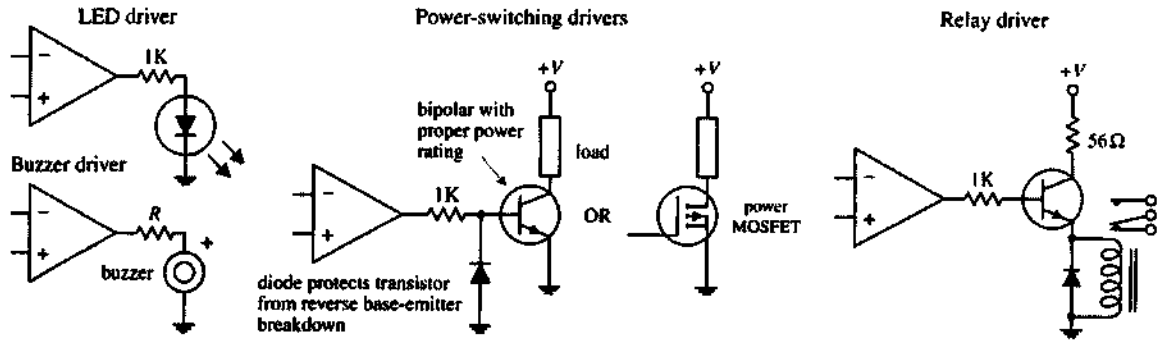 LED driver
1K
−
+
Buzzer driver
R
−
+
+
buzzer
Power-switching drivers
bipolar with
proper power
rating
+V
load
1K
−
+
diode protects transistor
from reverse base-emitter
breakdown
OR
+V
power
MOSFET
Relay driver
+V
56Ω
1K
−
+